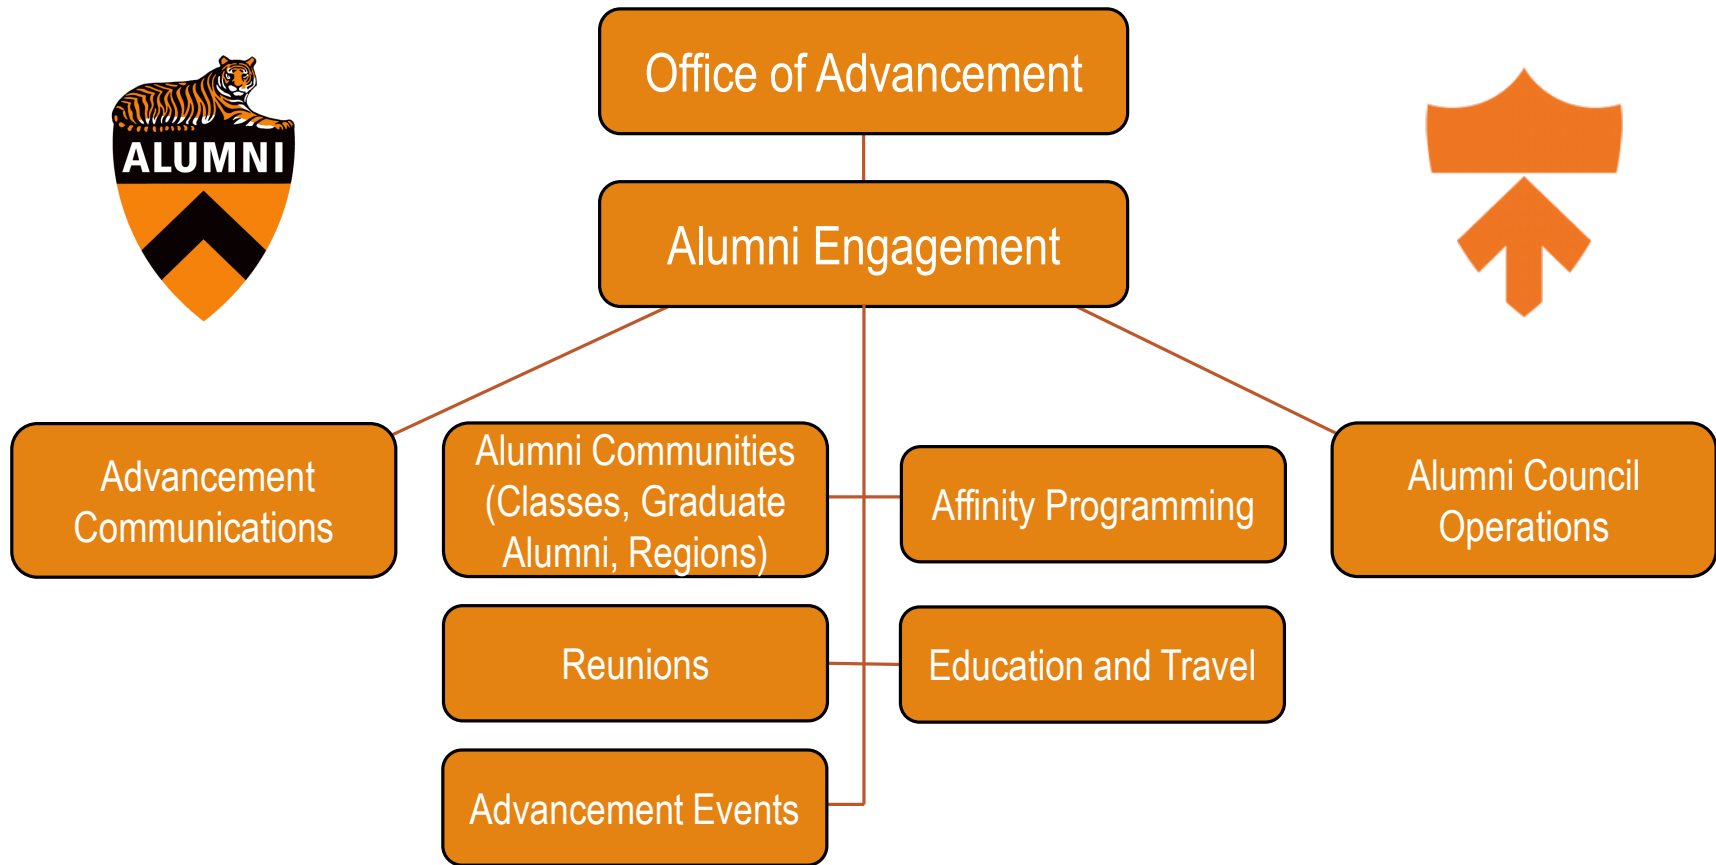 Office of Advancement
ALUMNI
Alumni Engagement
Advancement
Communications
Alumni Communities
(Classes, Graduate
Alumni, Regions)
Affinity Programming
Alumni Council
Operations
Reunions
Education and Travel
Advancement Events